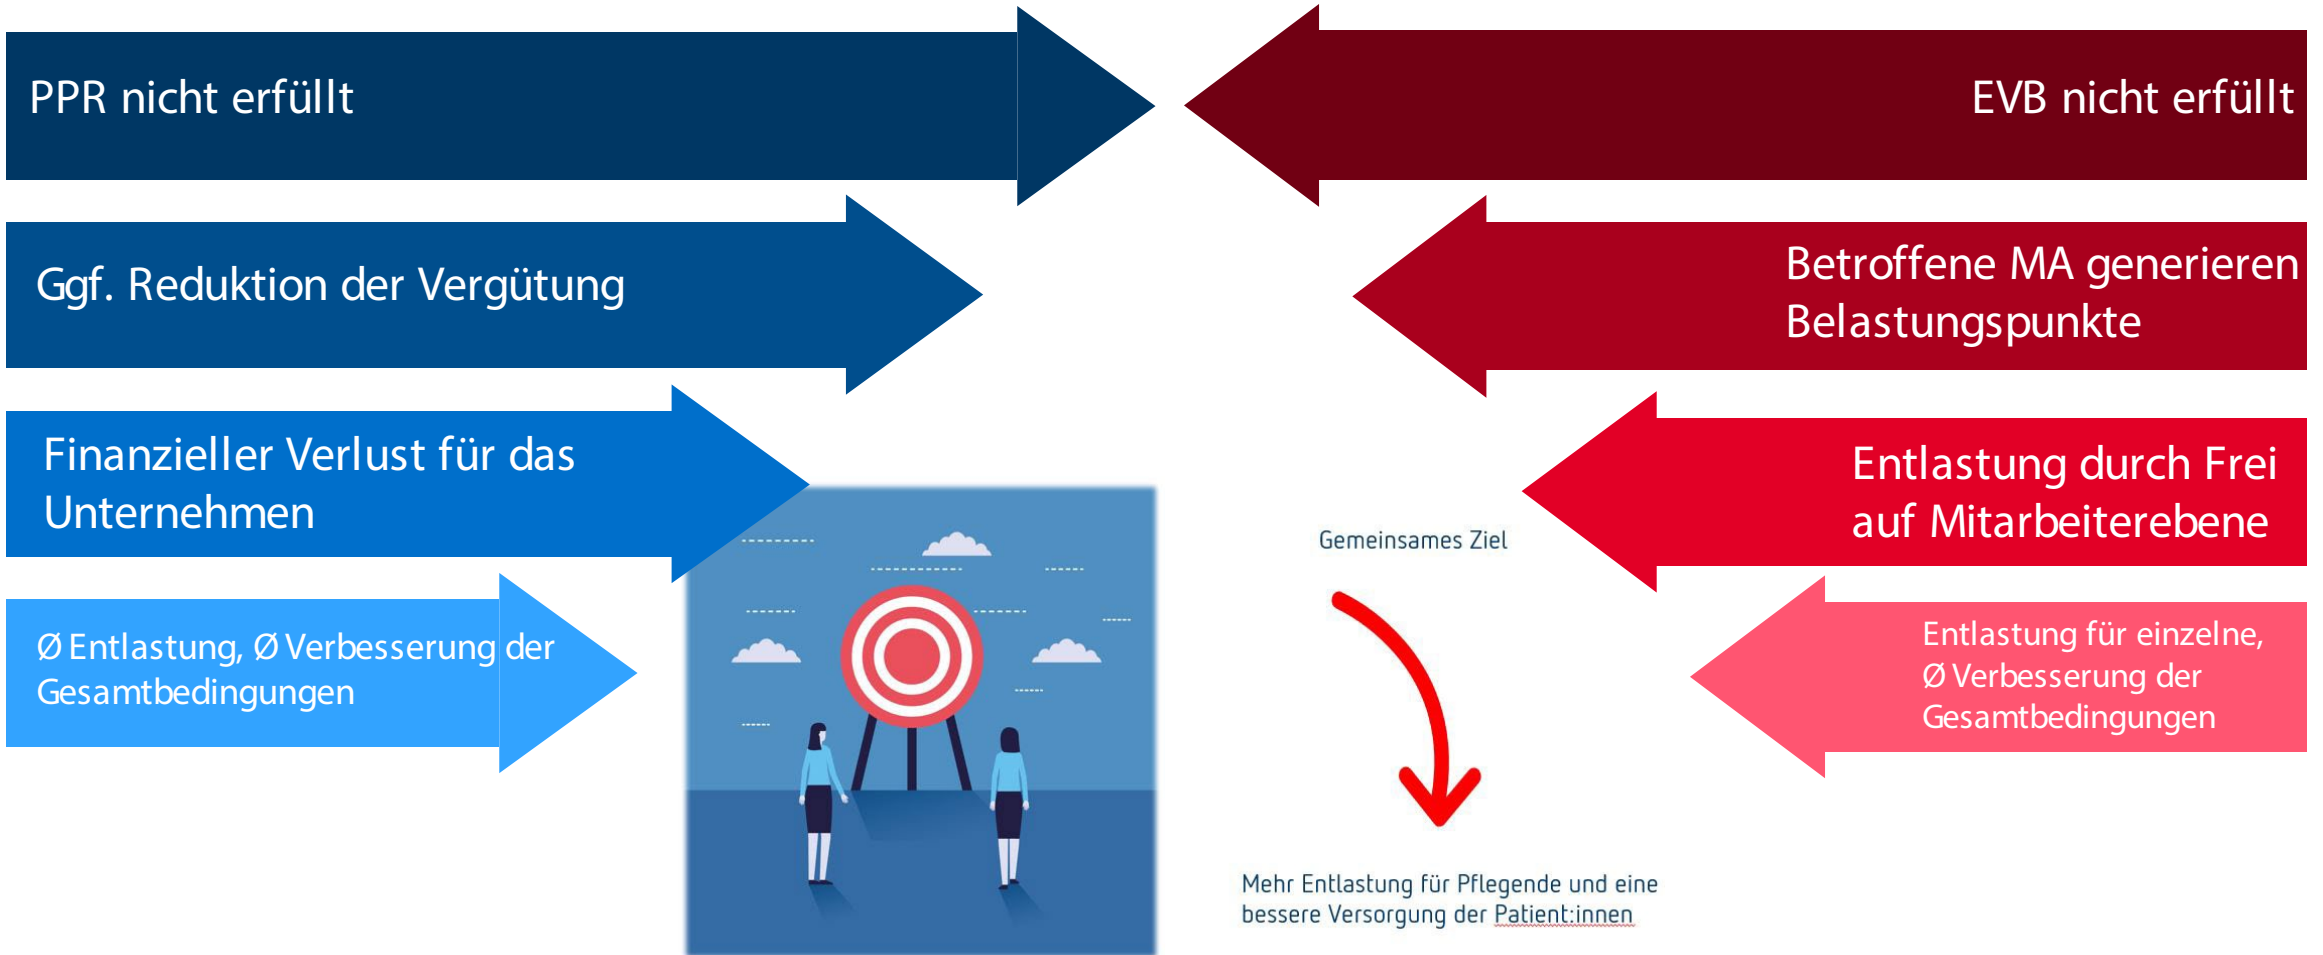 PPR nicht erfüllt
EVB nicht erfüllt
Ggf. Reduktion der Vergütung
Betroffene MA generieren
Belastungspunkte
Finanzieller Verlust für das
Unternehmen
Entlastung durch Frei
auf Mitarbeiterebene
Ø Entlastung, Ø Verbesserung der
Gesamtbedingungen
Entlastung für einzelne,
Ø Verbesserung der
Gesamtbedingungen
Gemeinsames Ziel
Mehr Entlastung für Pflegende und eine
bessere Versorgung der Patient:innen